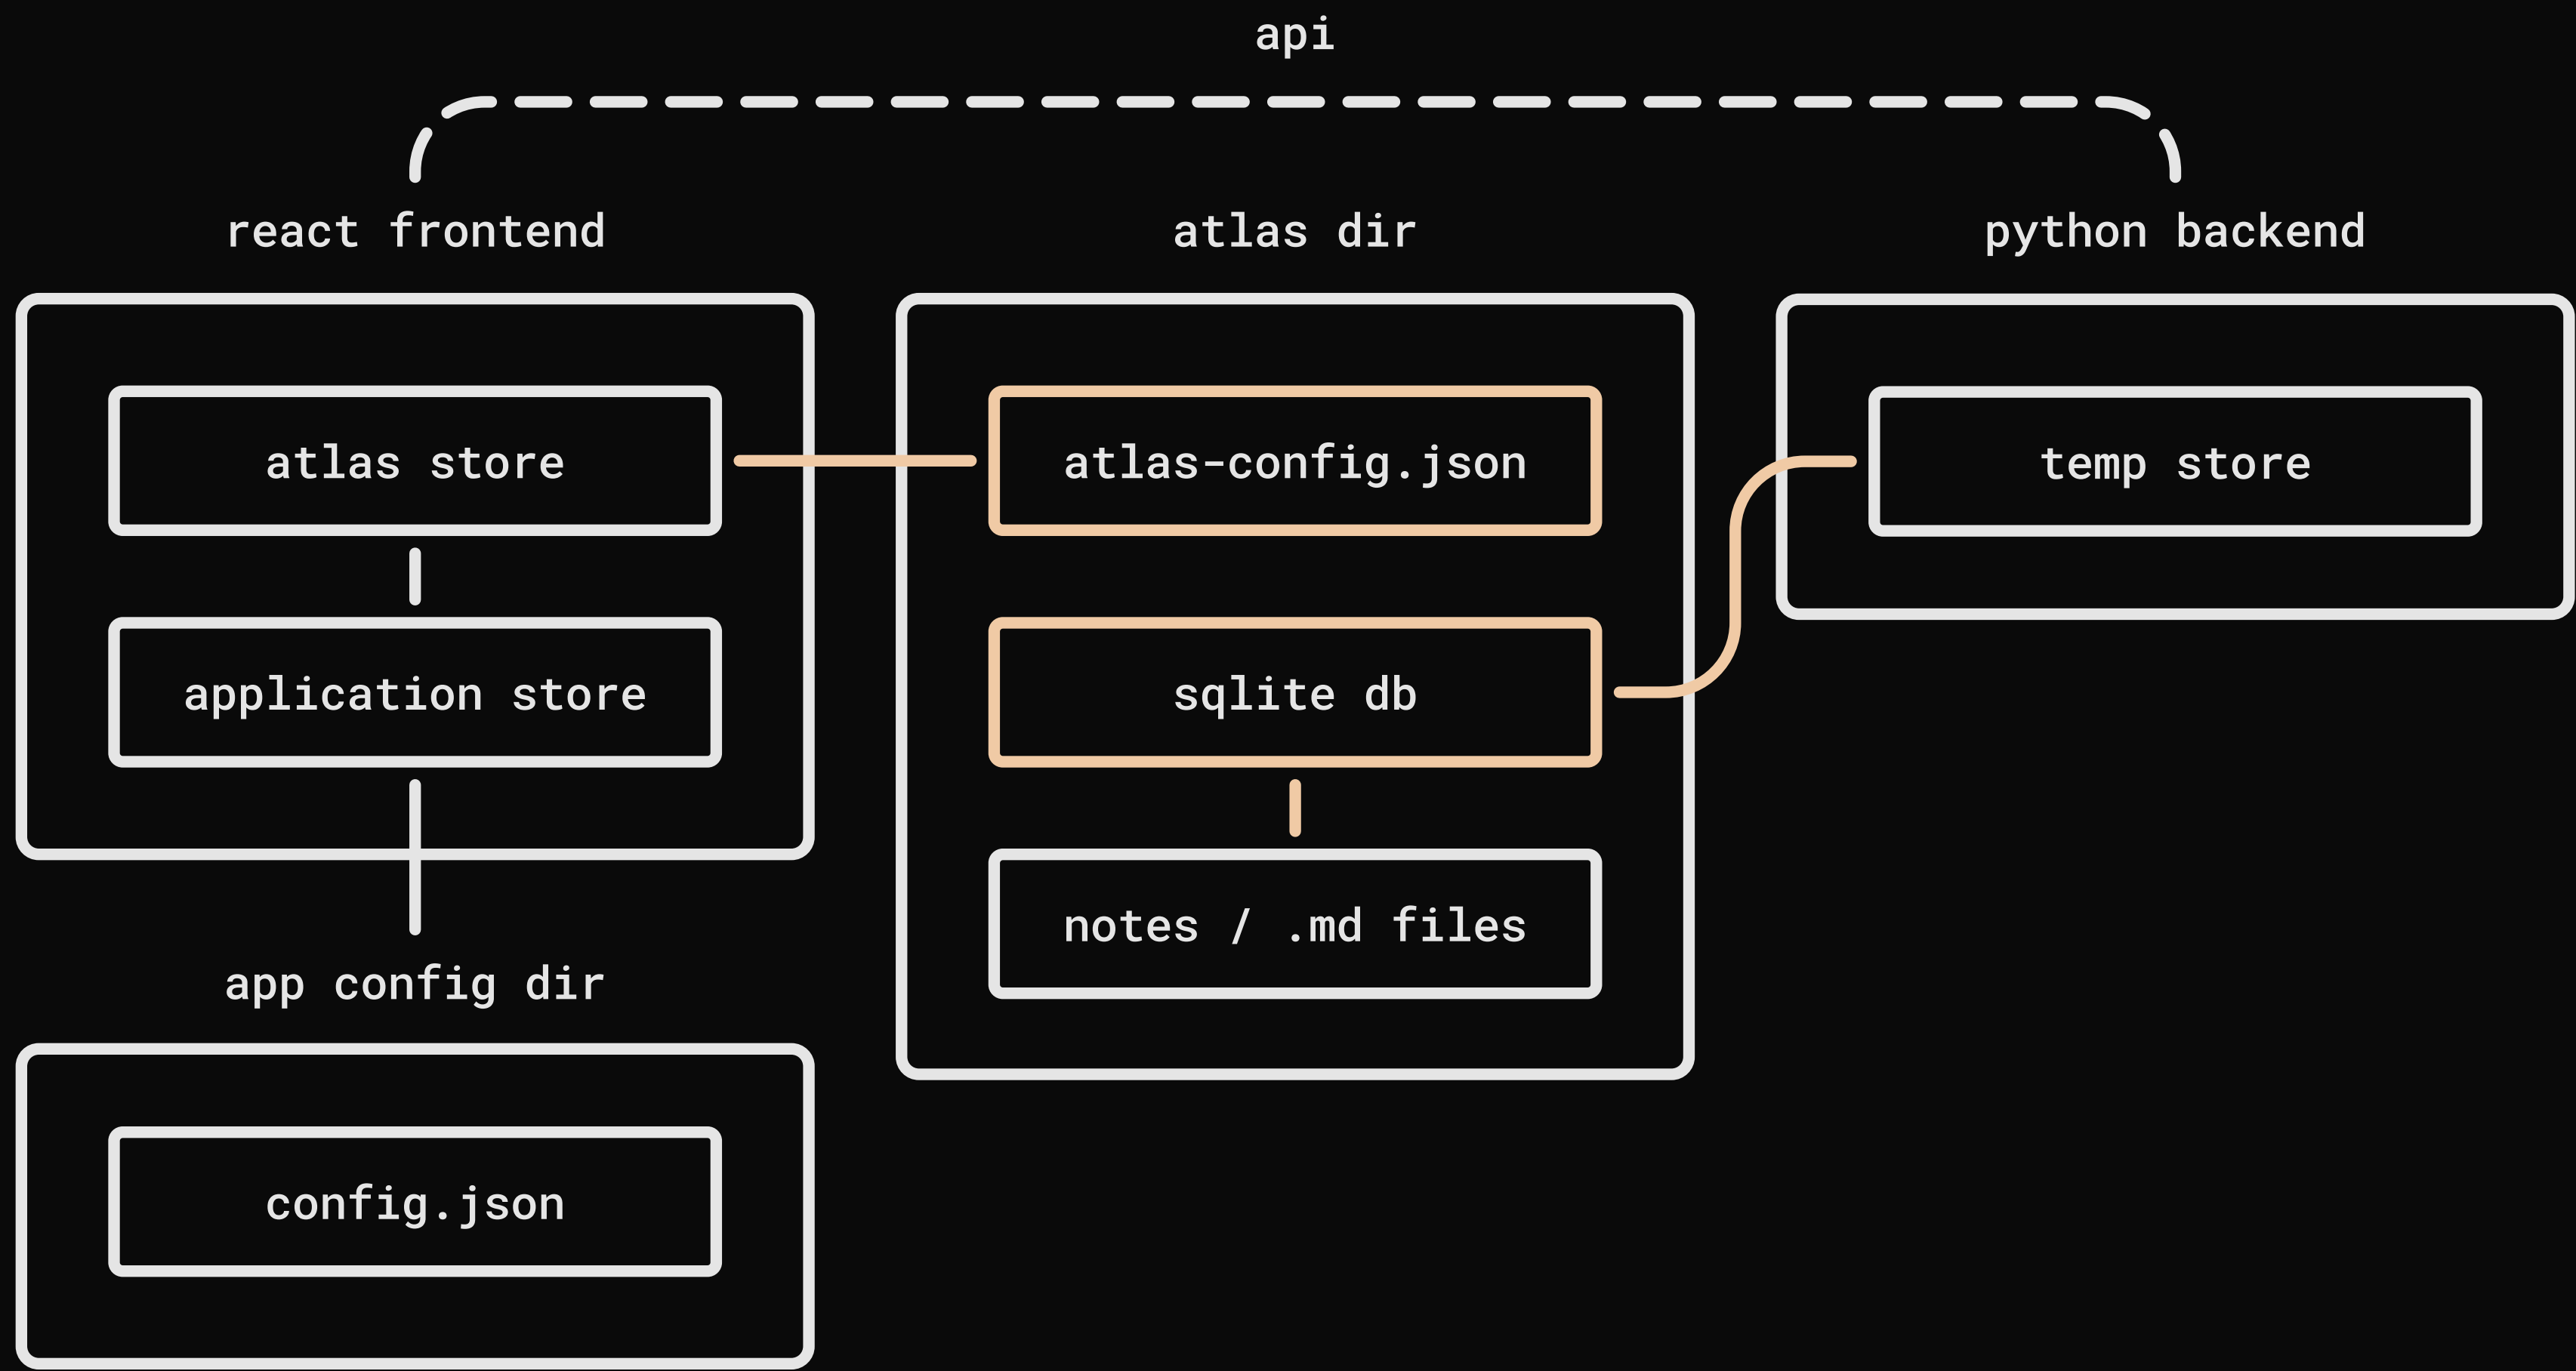 api
react frontend
atlas dir
python backend
atlas store
atlas-config.json
temp store
application store
sqlite db
notes / .md files
app config dir
config.json